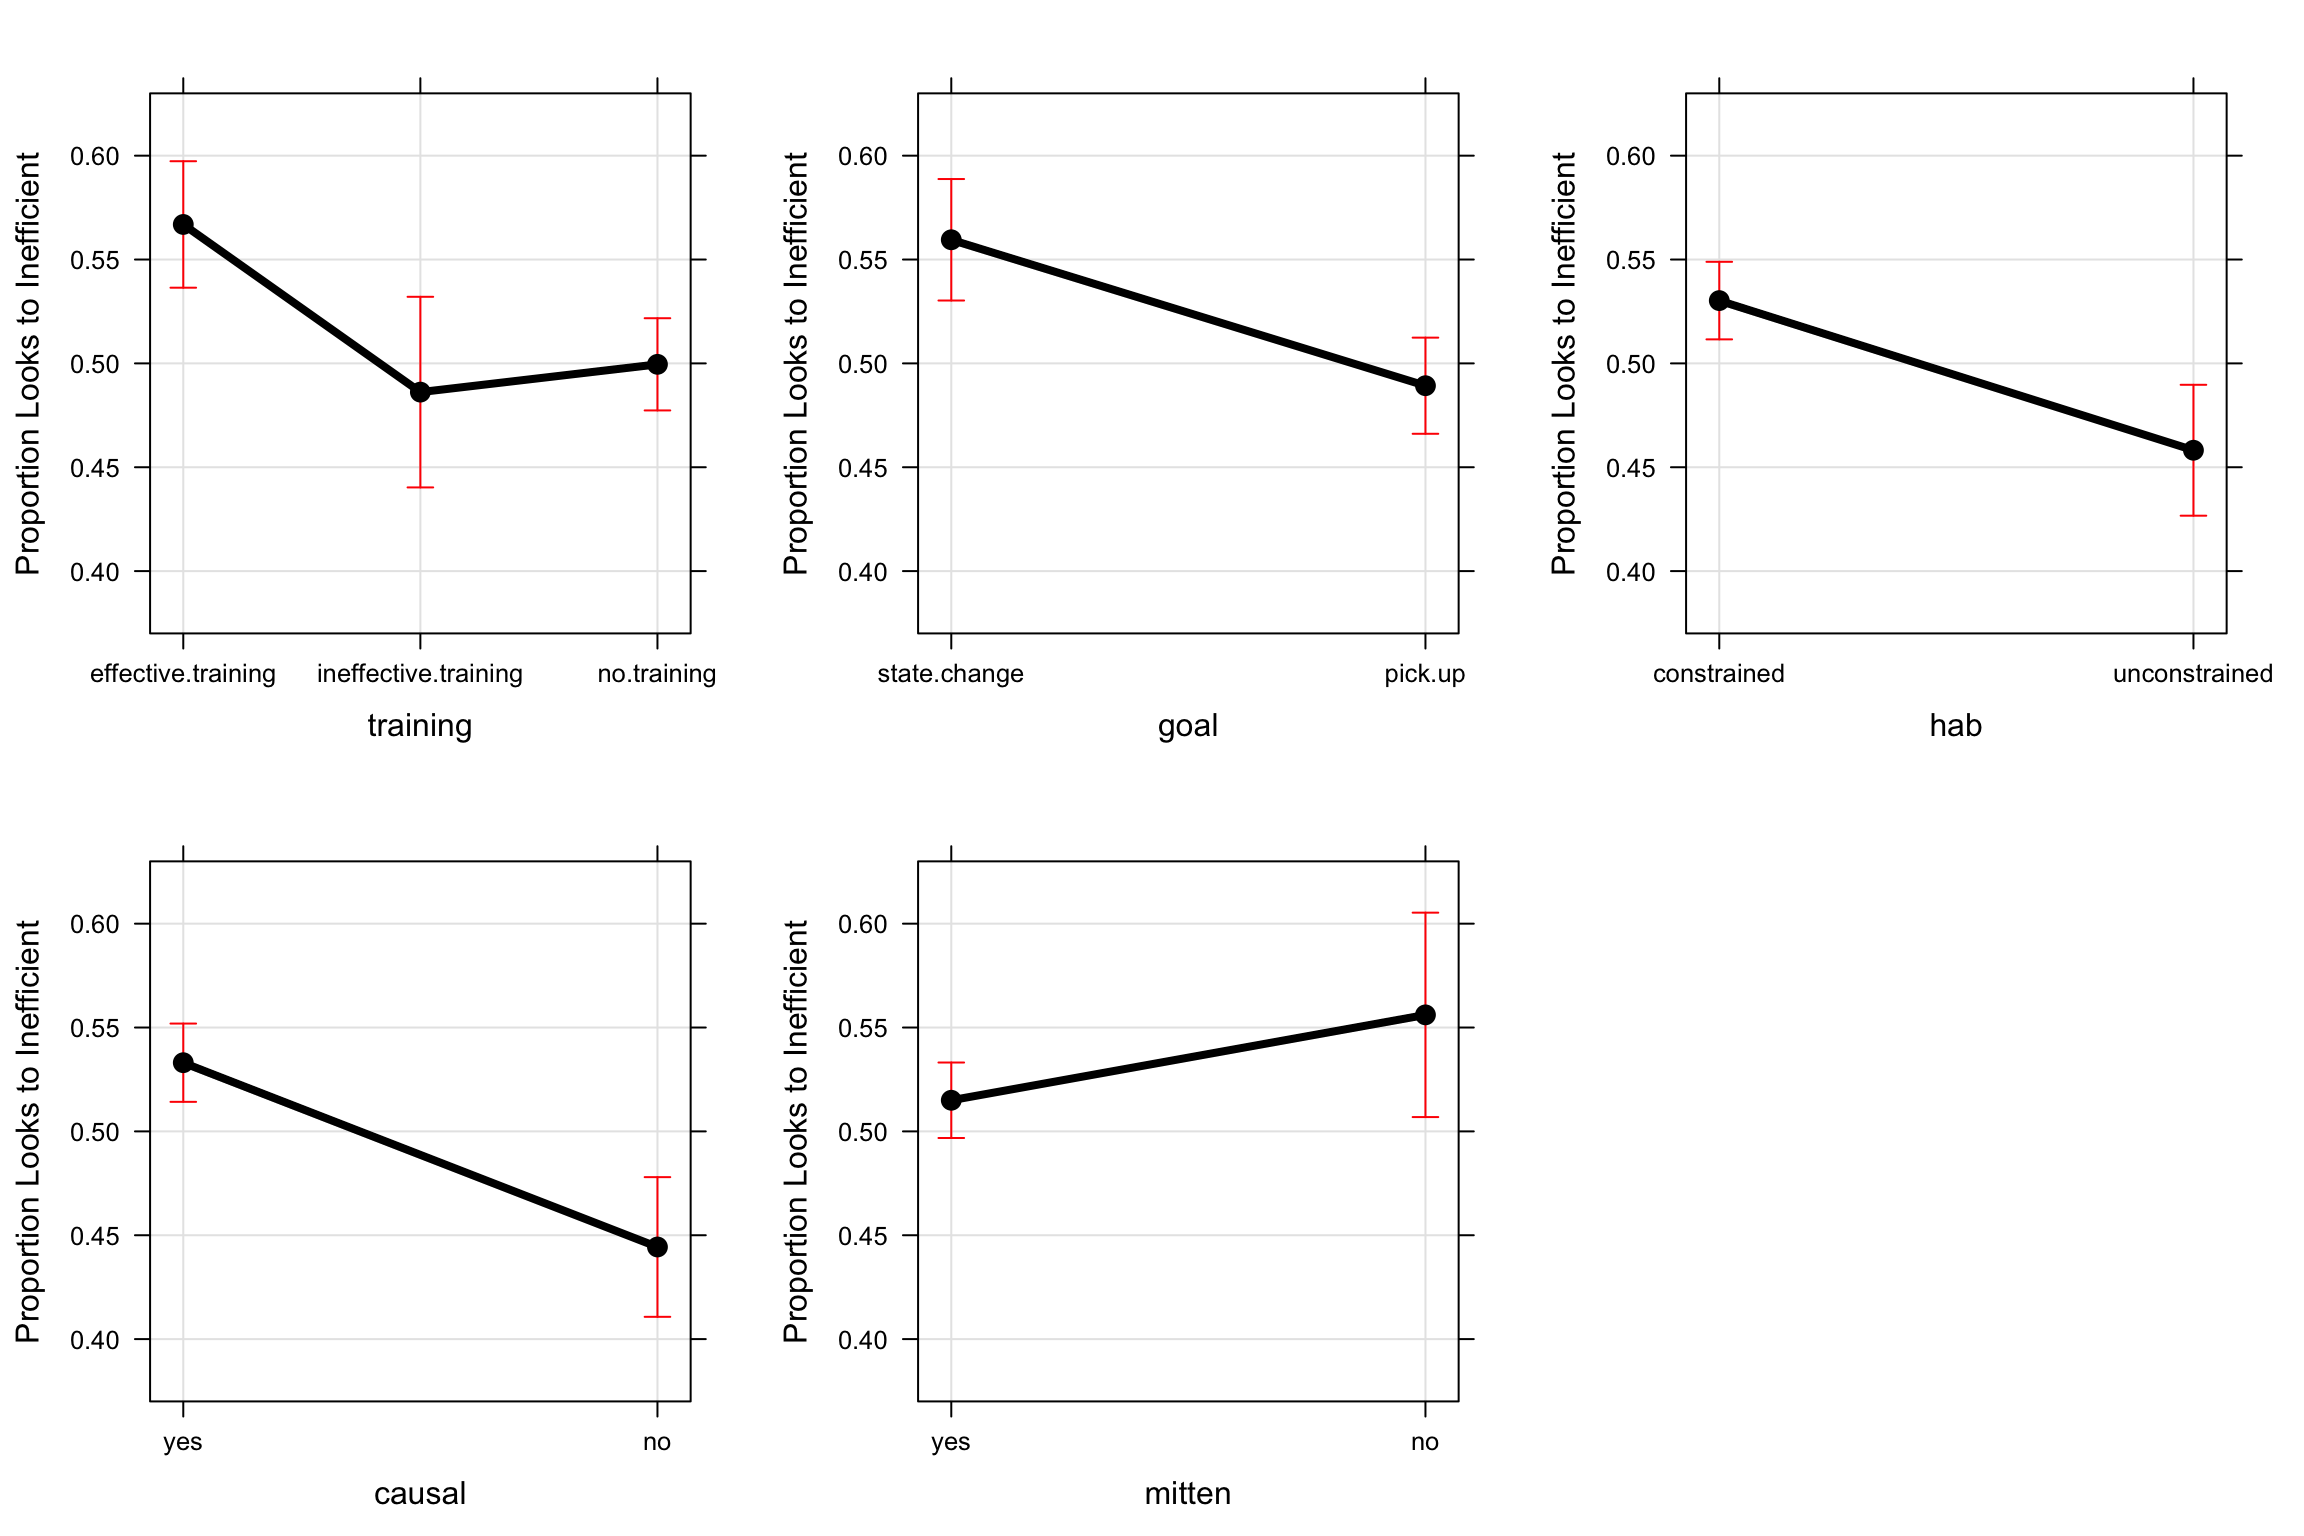 Proportion Looks to Inefficient
0.60
0.55
0.50
0.45
0.40
effective.training ineffective.training no.training
training
Proportion Looks to Inefficient
0.60
0.55
0.50
0.45
0.40
state.change pick.up
goal
Proportion Looks to Inefficient
0.60
0.55
0.50
0.45
0.40
constrained unconstrained
hab
Proportion Looks to Inefficient
0.60
0.55
0.50
0.45
0.40
yes no
causal
Proportion Looks to Inefficient
0.60
0.55
0.50
0.45
0.40
yes no
mitten